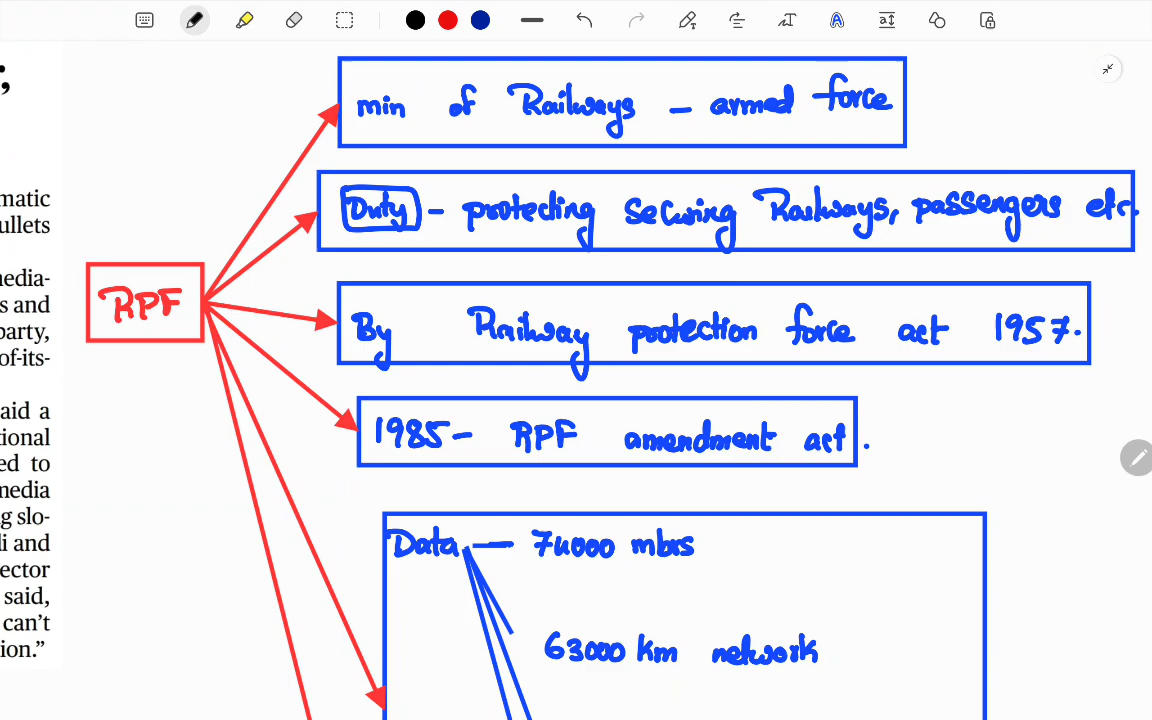 ;
matic
ullets
nedia-
s and
party,
of-its-
aid a
tional
ed to
media
ng slo-
li and
ector
said,
can't
ion."
min of Railways - armed force
Duty - protecting securing Railways, passengers etc.
RPF
By Railway protection force act 1957.
1985 - RPF amendment act.
Data - 74000 mbrs
63000 km network